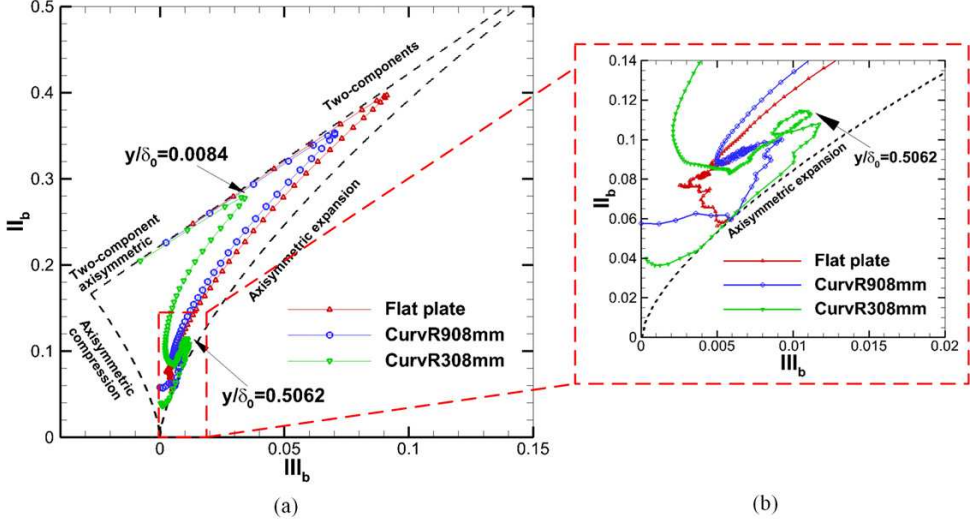 0.5
0.4
0.3
0.2
0.1
0
II_b
0
0.05
0.1
0.15
III_b
Two-components
y/δ₀=0.0084
Two-component
axisymmetric
Axisymmetric
compression
Axisymmetric expansion
Flat plate
CurvR908mm
CurvR308mm
y/δ₀=0.5062
(a)
0.14
0.12
0.1
0.08
0.06
0.04
0.02
0
II_b
0
0.005
0.01
0.015
0.02
III_b
y/δ₀=0.5062
Axisymmetric expansion
Flat plate
CurvR908mm
CurvR308mm
(b)